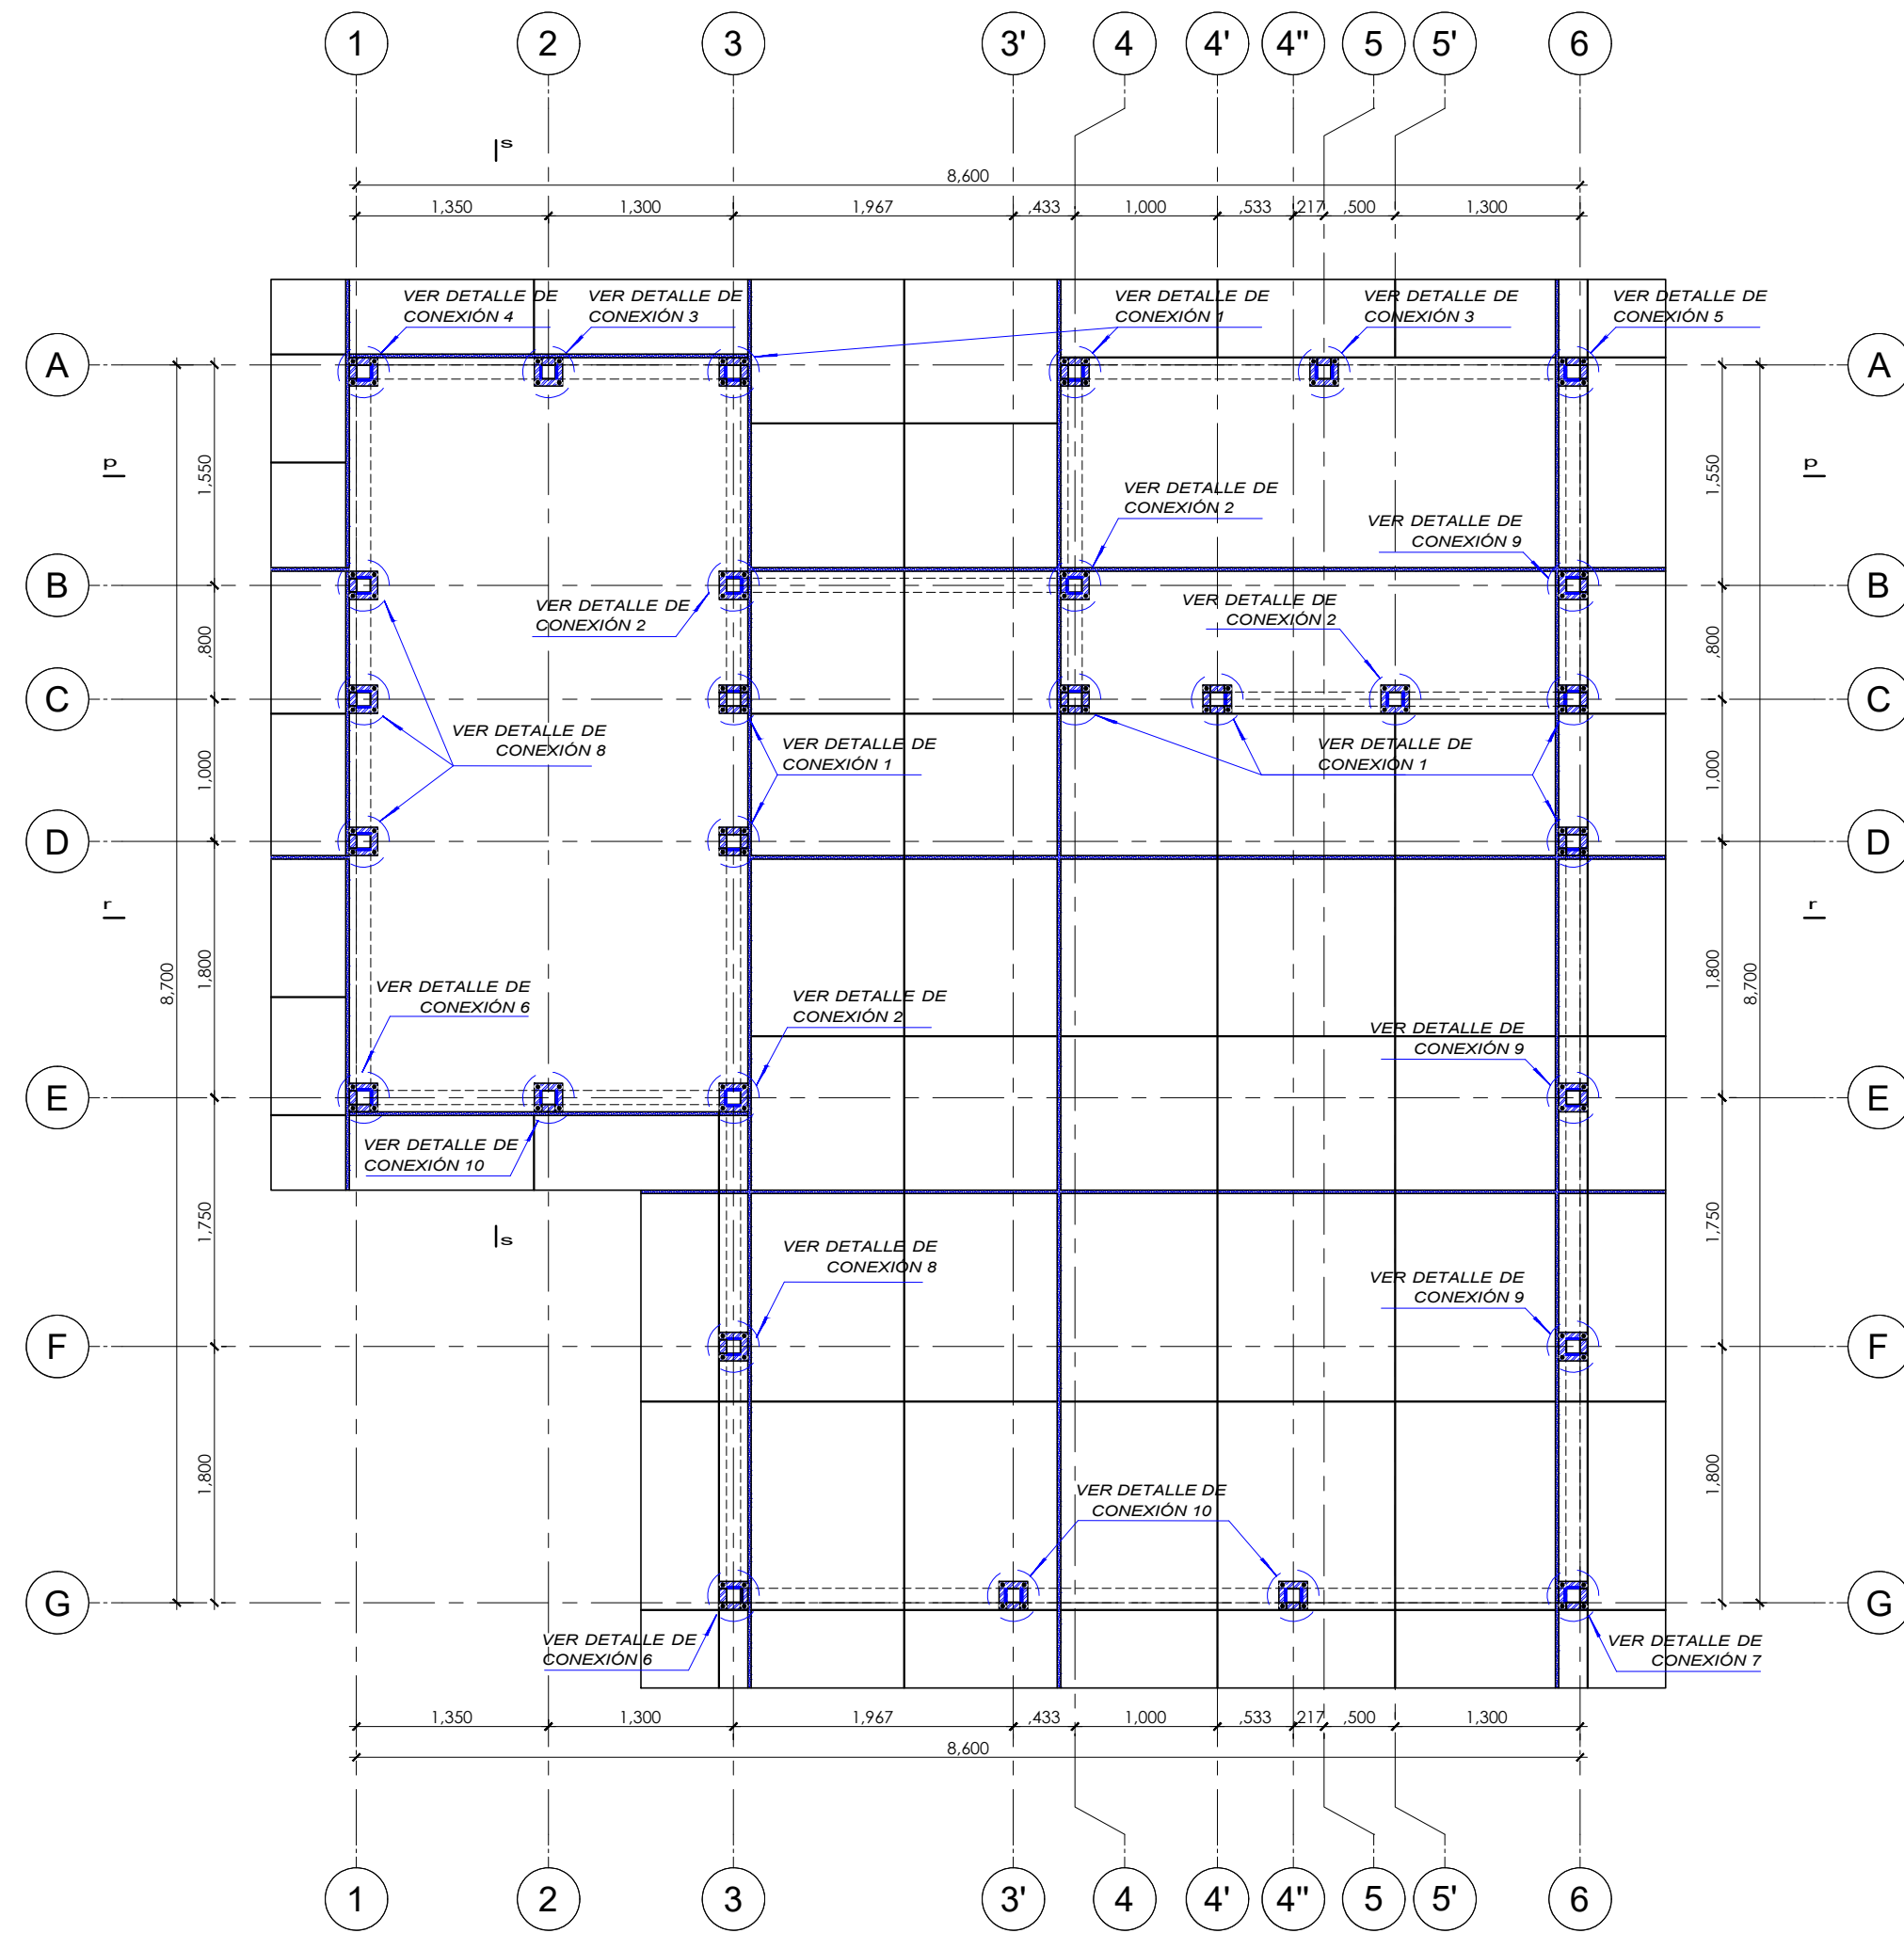 1 2 3 3' 4 4' 4" 5 5' 6
s
8,600
1,350 1,300 1,967 ,433 1,000 ,533 ,217 ,500 1,300
VER DETALLE DE
CONEXIÓN 4
VER DETALLE DE
CONEXIÓN 3
VER DETALLE DE
CONEXIÓN 1
VER DETALLE DE
CONEXIÓN 3
VER DETALLE DE
CONEXIÓN 5
A A
p 1,550 1,550 p
VER DETALLE DE
CONEXIÓN 2
VER DETALLE DE
CONEXIÓN 9
B B
VER DETALLE DE
CONEXIÓN 2
VER DETALLE DE
CONEXIÓN 2
,800 ,800
C C
VER DETALLE DE
CONEXIÓN 8
VER DETALLE DE
CONEXIÓN 1
VER DETALLE DE
CONEXIÓN 1
1,000 1,000
D D
r r
8,700 1,800 1,800 8,700
VER DETALLE DE
CONEXIÓN 6
VER DETALLE DE
CONEXIÓN 2
VER DETALLE DE
CONEXIÓN 9
E E
VER DETALLE DE
CONEXIÓN 10
1,750 1,750
s
VER DETALLE DE
CONEXIÓN 8
VER DETALLE DE
CONEXIÓN 9
F F
1,800 1,800
VER DETALLE DE
CONEXIÓN 10
G G
VER DETALLE DE
CONEXIÓN 6
VER DETALLE DE
CONEXIÓN 7
1,350 1,300 1,967 ,433 1,000 ,533 ,217 ,500 1,300
8,600
1 2 3 3' 4 4' 4" 5 5' 6